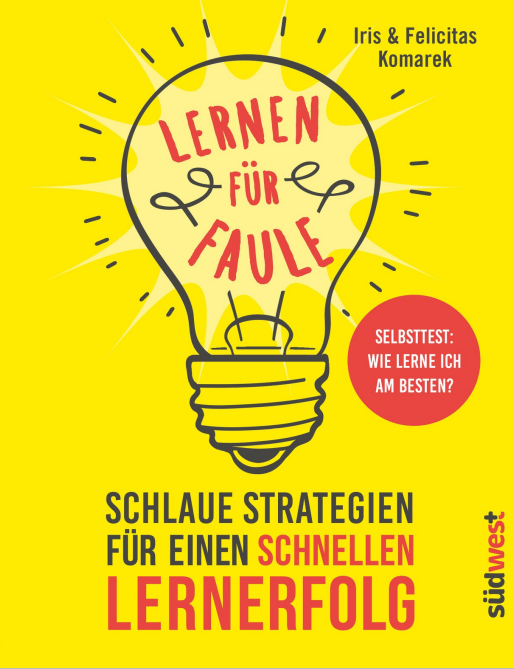 Iris & Felicitas
Komarek
LERNEN
FÜR
FAULE
SELBSTTEST:
WIE LERNE ICH
AM BESTEN?
SCHLAUE STRATEGIEN
FÜR EINEN SCHNELLEN
LERNERFOLG
südwest